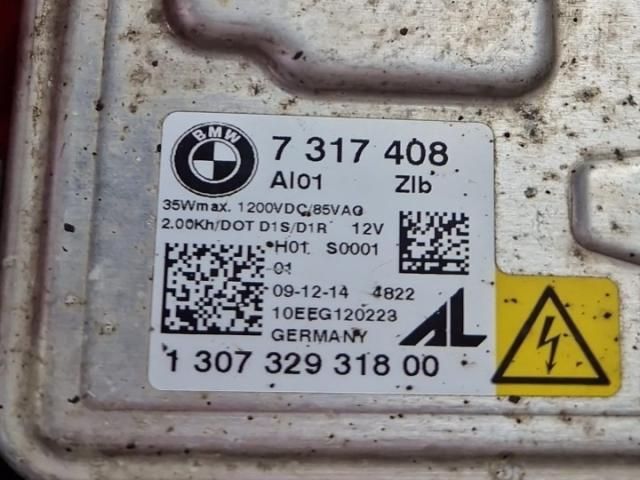 BMW
7 317 408
AI01 Zlb
35Wmax. 1200VDC/85VAC
2.00Kh/DOT D1S/D1R 12V
H01 S0001
01
09-12-14 4822
10EEG120223
AL
GERMANY
1 307 329 318 00